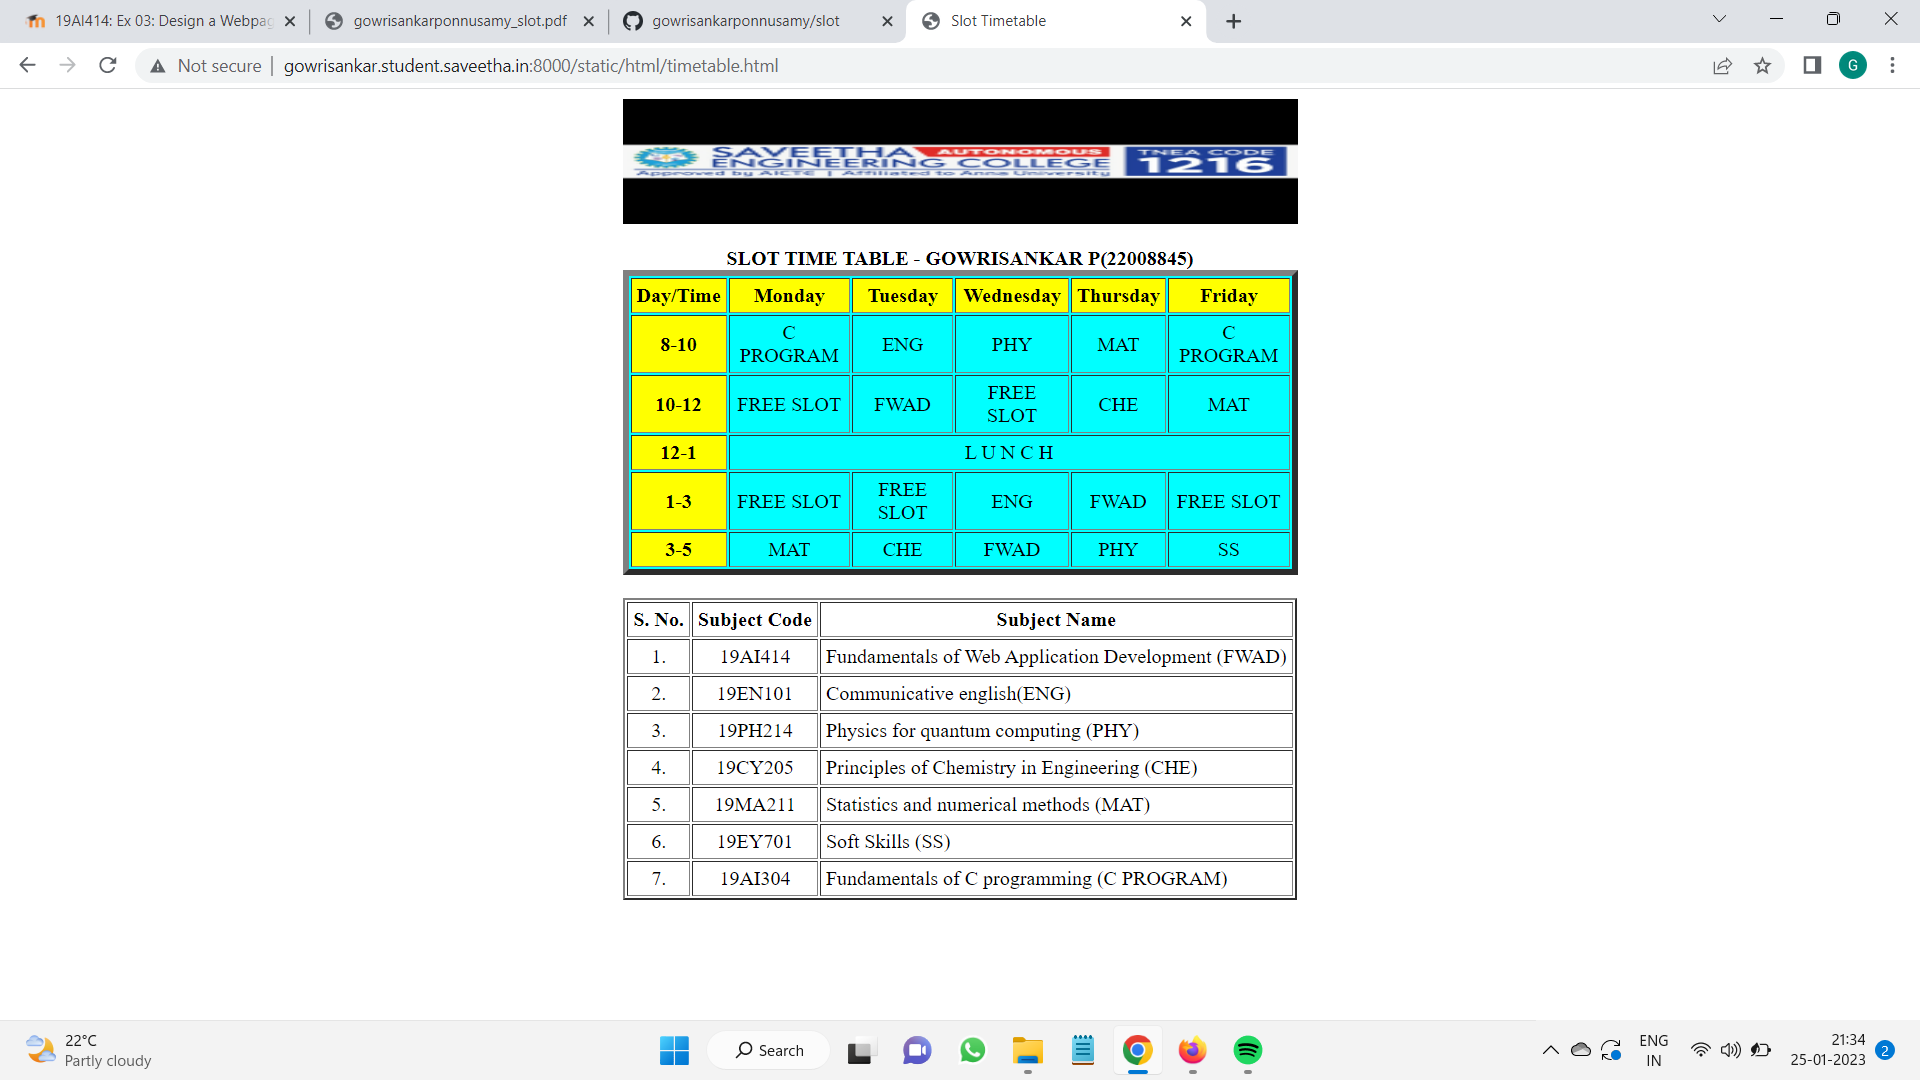 19AI414: Ex 03: Design a Webpag
gowrisankarponnusamy_slot.pdf
gowrisankarponnusamy/slot
Slot Timetable
Not secure
gowrisankar.student.saveetha.in:8000/static/html/timetable.html
G
SAVEETHA AUTONOMOUS
ENGINEERING COLLEGE
Approved by AICTE | Affiliated to Anna University
TNEA CODE
1216
SLOT TIME TABLE - GOWRISANKAR P(22008845)
Day/Time Monday Tuesday Wednesday Thursday Friday
8-10 C PROGRAM ENG PHY MAT C PROGRAM
10-12 FREE SLOT FWAD FREE SLOT CHE MAT
12-1 L U N C H
1-3 FREE SLOT FREE SLOT ENG FWAD FREE SLOT
3-5 MAT CHE FWAD PHY SS
S. No. Subject Code Subject Name
1. 19AI414 Fundamentals of Web Application Development (FWAD)
2. 19EN101 Communicative english(ENG)
3. 19PH214 Physics for quantum computing (PHY)
4. 19CY205 Principles of Chemistry in Engineering (CHE)
5. 19MA211 Statistics and numerical methods (MAT)
6. 19EY701 Soft Skills (SS)
7. 19AI304 Fundamentals of C programming (C PROGRAM)
22°C
Partly cloudy
Search
ENG
IN
21:34
25-01-2023
2